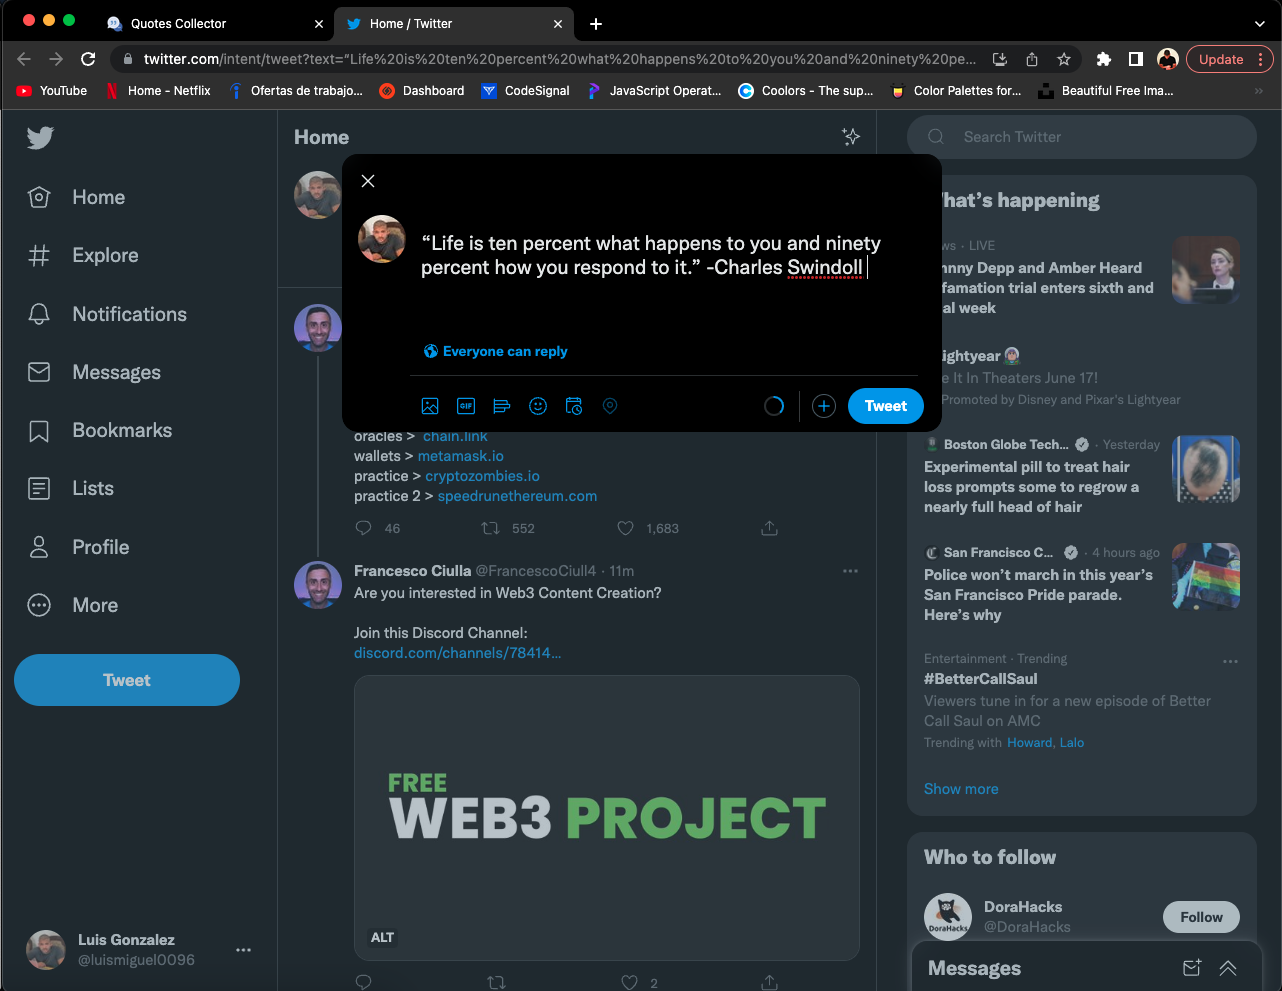 Quotes Collector
Home / Twitter
twitter.com/intent/tweet?text="Life%20is%20ten%20percent%20what%20happens%20to%20you%20and%20ninety%20pe...
Update
YouTube
Home - Netflix
Ofertas de trabajo...
Dashboard
CodeSignal
JavaScript Operat...
Coolors - The sup...
Color Palettes for...
Beautiful Free Ima...
Home
Explore
Notifications
Messages
Bookmarks
Lists
Profile
More
Tweet
Luis Gonzalez
@luismiguel0096
Home
“Life is ten percent what happens to you and ninety
percent how you respond to it.” -Charles Swindoll
Everyone can reply
GIF
Tweet
oracles > chain.link
wallets > metamask.io
practice > cryptozombies.io
practice 2 > speedrunethereum.com
46 552 1,683
Francesco Ciulla @FrancescoCiull4 · 11m
Are you interested in Web3 Content Creation?
Join this Discord Channel:
discord.com/channels/78414...
FREE
WEB3 PROJECT
ALT
2
Search Twitter
hat’s happening
ws · LIVE
nny Depp and Amber Heard
famation trial enters sixth and
al week
ightyear
e It In Theaters June 17!
Promoted by Disney and Pixar's Lightyear
Boston Globe Tech... · Yesterday
Experimental pill to treat hair
loss prompts some to regrow a
nearly full head of hair
San Francisco C... · 4 hours ago
Police won’t march in this year’s
San Francisco Pride parade.
Here’s why
Entertainment · Trending
#BetterCallSaul
Viewers tune in for a new episode of Better
Call Saul on AMC
Trending with Howard, Lalo
Show more
Who to follow
DoraHacks
DoraHacks
@DoraHacks
Follow
Messages